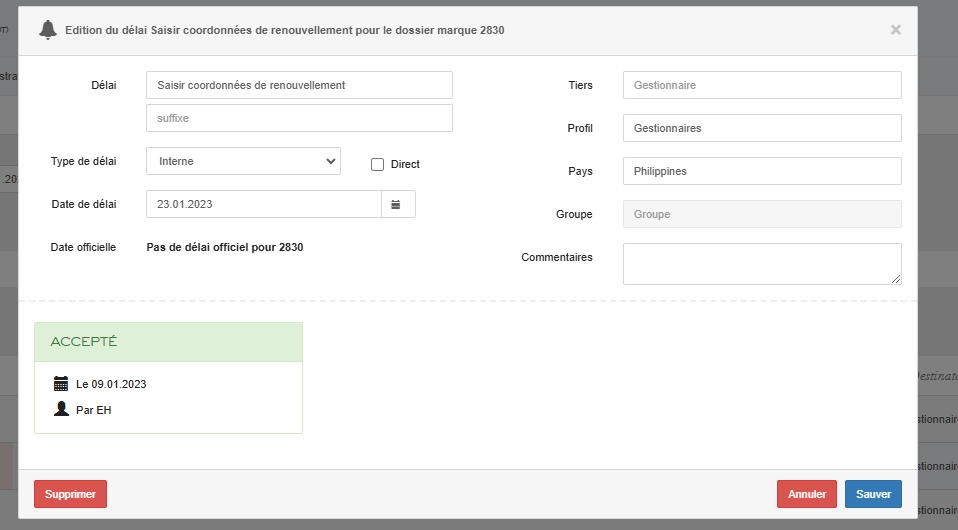 Edition du délai Saisir coordonnées de renouvellement pour le dossier marque 2830
×
Délai
Saisir coordonnées de renouvellement
suffixe
Type de délai
Interne
Direct
Date de délai
23.01.2023
Date officielle
Pas de délai officiel pour 2830
Tiers
Gestionnaire
Profil
Gestionnaires
Pays
Philippines
Groupe
Groupe
Commentaires
ACCEPTÉ
Le 09.01.2023
Par EH
Supprimer
Annuler
Sauver